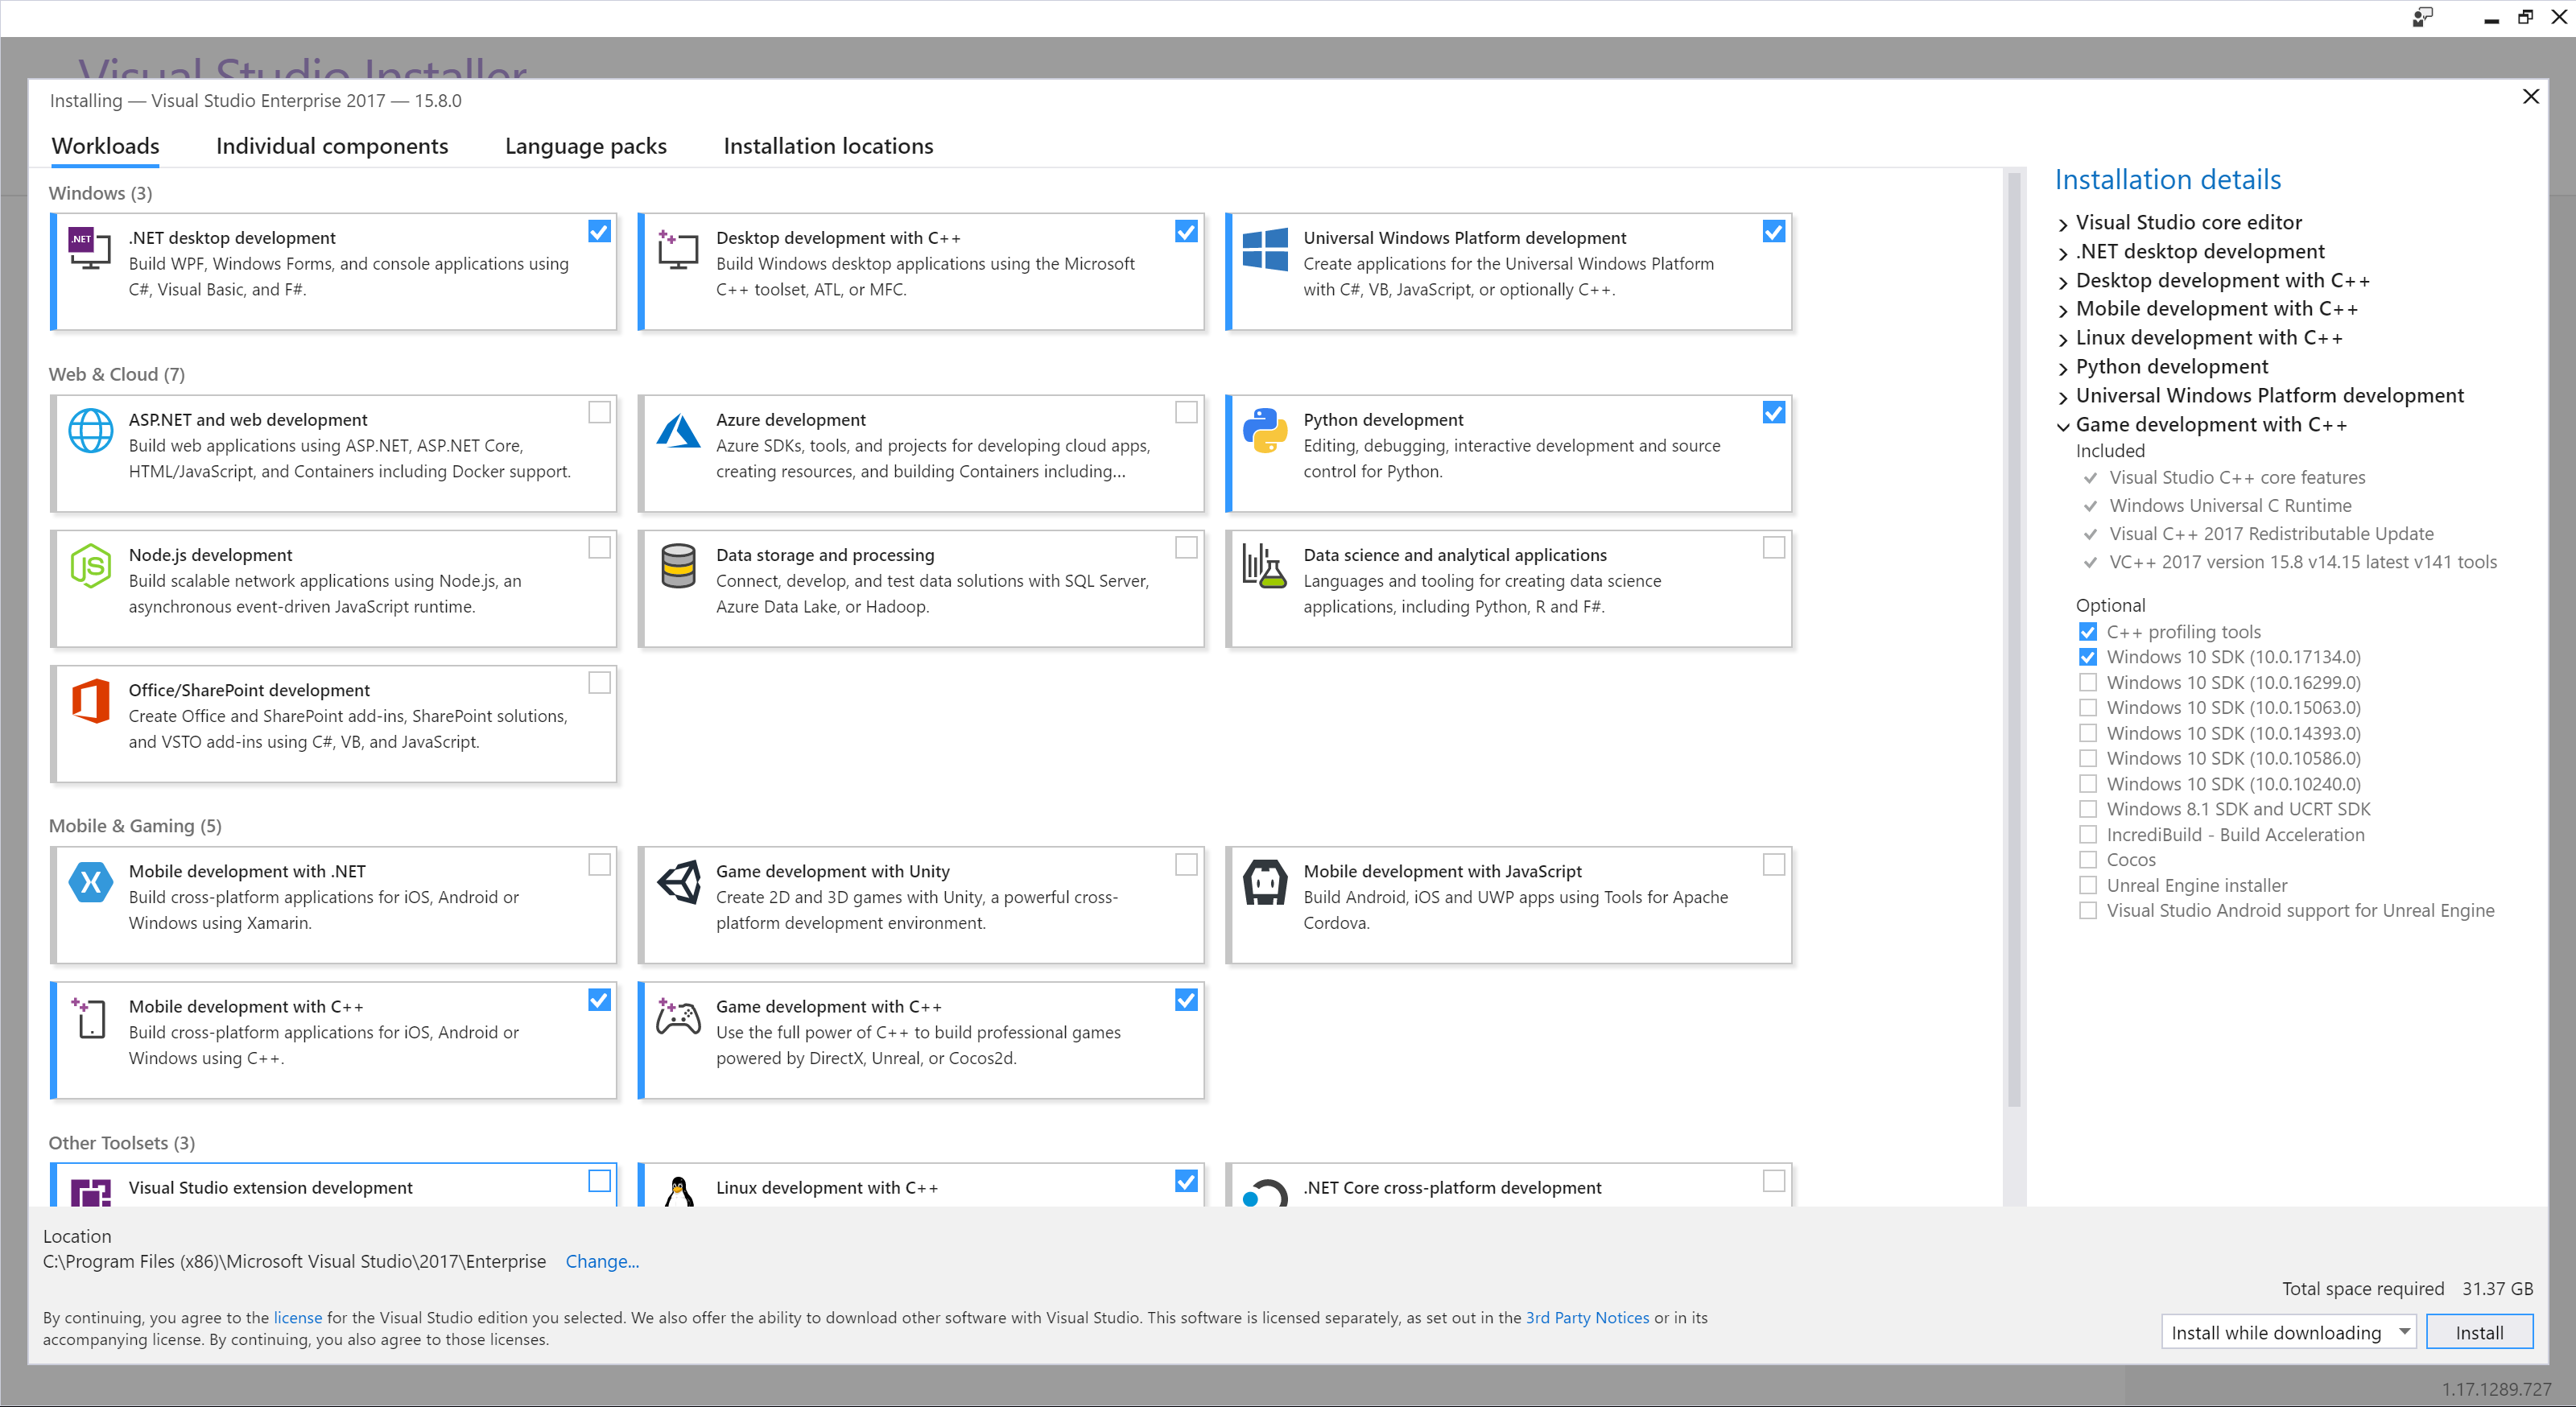 Visual Studio Installer
Installing — Visual Studio Enterprise 2017 — 15.8.0
Workloads
Individual components
Language packs
Installation locations
Windows (3)
.NET
.NET desktop development
Build WPF, Windows Forms, and console applications using
C#, Visual Basic, and F#.
Desktop development with C++
Build Windows desktop applications using the Microsoft
C++ toolset, ATL, or MFC.
Universal Windows Platform development
Create applications for the Universal Windows Platform
with C#, VB, JavaScript, or optionally C++.
Web & Cloud (7)
ASP.NET and web development
Build web applications using ASP.NET, ASP.NET Core,
HTML/JavaScript, and Containers including Docker support.
Azure development
Azure SDKs, tools, and projects for developing cloud apps,
creating resources, and building Containers including...
Python development
Editing, debugging, interactive development and source
control for Python.
JS
Node.js development
Build scalable network applications using Node.js, an
asynchronous event-driven JavaScript runtime.
Data storage and processing
Connect, develop, and test data solutions with SQL Server,
Azure Data Lake, or Hadoop.
Data science and analytical applications
Languages and tooling for creating data science
applications, including Python, R and F#.
Office/SharePoint development
Create Office and SharePoint add-ins, SharePoint solutions,
and VSTO add-ins using C#, VB, and JavaScript.
Mobile & Gaming (5)
Mobile development with .NET
Build cross-platform applications for iOS, Android or
Windows using Xamarin.
Game development with Unity
Create 2D and 3D games with Unity, a powerful cross-
platform development environment.
Mobile development with JavaScript
Build Android, iOS and UWP apps using Tools for Apache
Cordova.
Mobile development with C++
Build cross-platform applications for iOS, Android or
Windows using C++.
Game development with C++
Use the full power of C++ to build professional games
powered by DirectX, Unreal, or Cocos2d.
Other Toolsets (3)
Visual Studio extension development
Linux development with C++
.NET Core cross-platform development
Installation details
Visual Studio core editor
.NET desktop development
Desktop development with C++
Mobile development with C++
Linux development with C++
Python development
Universal Windows Platform development
Game development with C++
Included
Visual Studio C++ core features
Windows Universal C Runtime
Visual C++ 2017 Redistributable Update
VC++ 2017 version 15.8 v14.15 latest v141 tools
Optional
C++ profiling tools
Windows 10 SDK (10.0.17134.0)
Windows 10 SDK (10.0.16299.0)
Windows 10 SDK (10.0.15063.0)
Windows 10 SDK (10.0.14393.0)
Windows 10 SDK (10.0.10586.0)
Windows 10 SDK (10.0.10240.0)
Windows 8.1 SDK and UCRT SDK
IncrediBuild - Build Acceleration
Cocos
Unreal Engine installer
Visual Studio Android support for Unreal Engine
Location
C:\Program Files (x86)\Microsoft Visual Studio\2017\Enterprise Change...
By continuing, you agree to the license for the Visual Studio edition you selected. We also offer the ability to download other software with Visual Studio. This software is licensed separately, as set out in the 3rd Party Notices or in its
accompanying license. By continuing, you also agree to those licenses.
Total space required 31.37 GB
Install while downloading
Install
1.17.1289.727